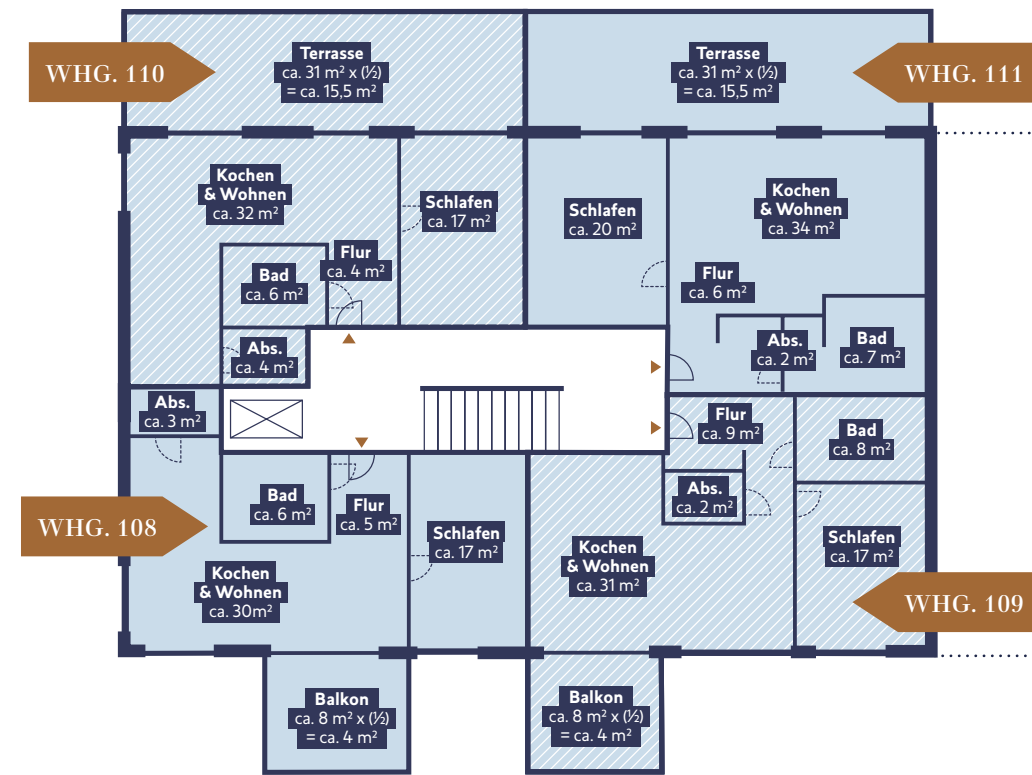 WHG. 110
Terrasse
ca. 31 m² x (½)
= ca. 15,5 m²
Terrasse
ca. 31 m² x (½)
= ca. 15,5 m²
WHG. 111
Kochen
& Wohnen
ca. 32 m²
Schlafen
ca. 17 m²
Schlafen
ca. 20 m²
Kochen
& Wohnen
ca. 34 m²
Bad
ca. 6 m²
Flur
ca. 4 m²
Flur
ca. 6 m²
Abs.
ca. 4 m²
Abs.
ca. 2 m²
Bad
ca. 7 m²
Abs.
ca. 3 m²
Flur
ca. 9 m²
Bad
ca. 8 m²
WHG. 108
Bad
ca. 6 m²
Flur
ca. 5 m²
Schlafen
ca. 17 m²
Abs.
ca. 2 m²
Kochen
& Wohnen
ca. 30m²
Kochen
& Wohnen
ca. 31 m²
Schlafen
ca. 17 m²
WHG. 109
Balkon
ca. 8 m² x (½)
= ca. 4 m²
Balkon
ca. 8 m² x (½)
= ca. 4 m²